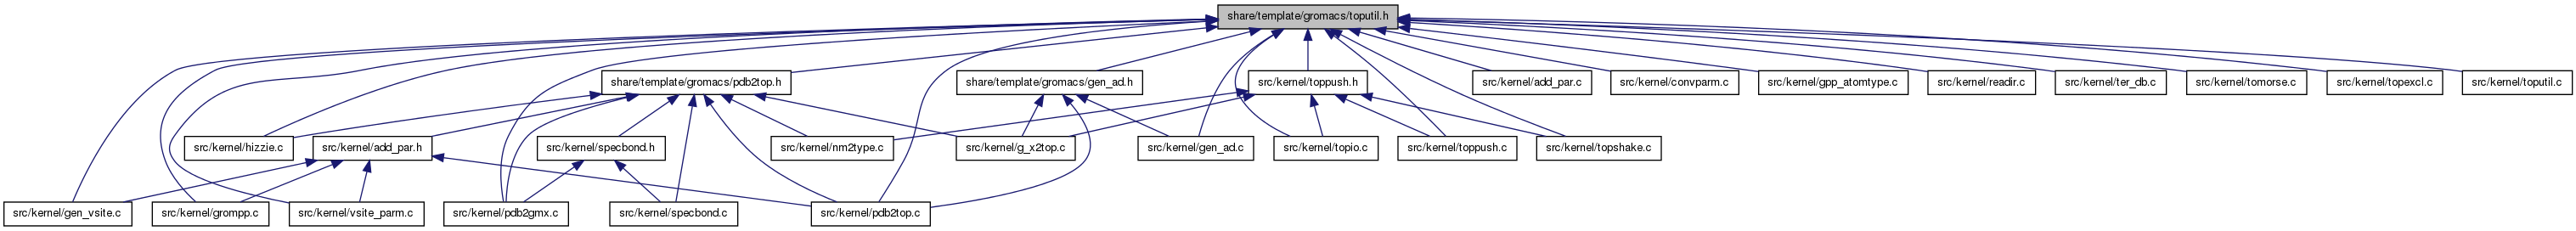 share/template/gromacs/toputil.h
share/template/gromacs/pdb2top.h
share/template/gromacs/gen_ad.h
src/kernel/toppush.h
src/kernel/add_par.c
src/kernel/convparm.c
src/kernel/gpp_atomtype.c
src/kernel/readir.c
src/kernel/ter_db.c
src/kernel/tomorse.c
src/kernel/topexcl.c
src/kernel/toputil.c
src/kernel/hizzie.c
src/kernel/add_par.h
src/kernel/specbond.h
src/kernel/nm2type.c
src/kernel/g_x2top.c
src/kernel/gen_ad.c
src/kernel/topio.c
src/kernel/toppush.c
src/kernel/topshake.c
src/kernel/gen_vsite.c
src/kernel/grompp.c
src/kernel/vsite_parm.c
src/kernel/pdb2gmx.c
src/kernel/specbond.c
src/kernel/pdb2top.c